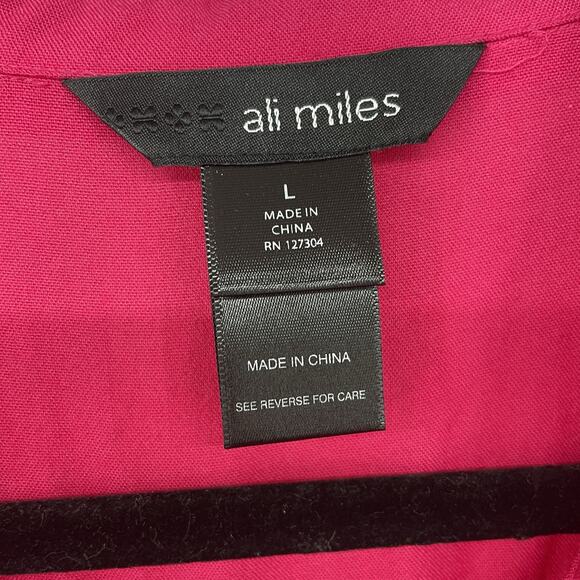 ali miles
L
MADE IN
CHINA
RN 127304
MADE IN CHINA
SEE REVERSE FOR CARE